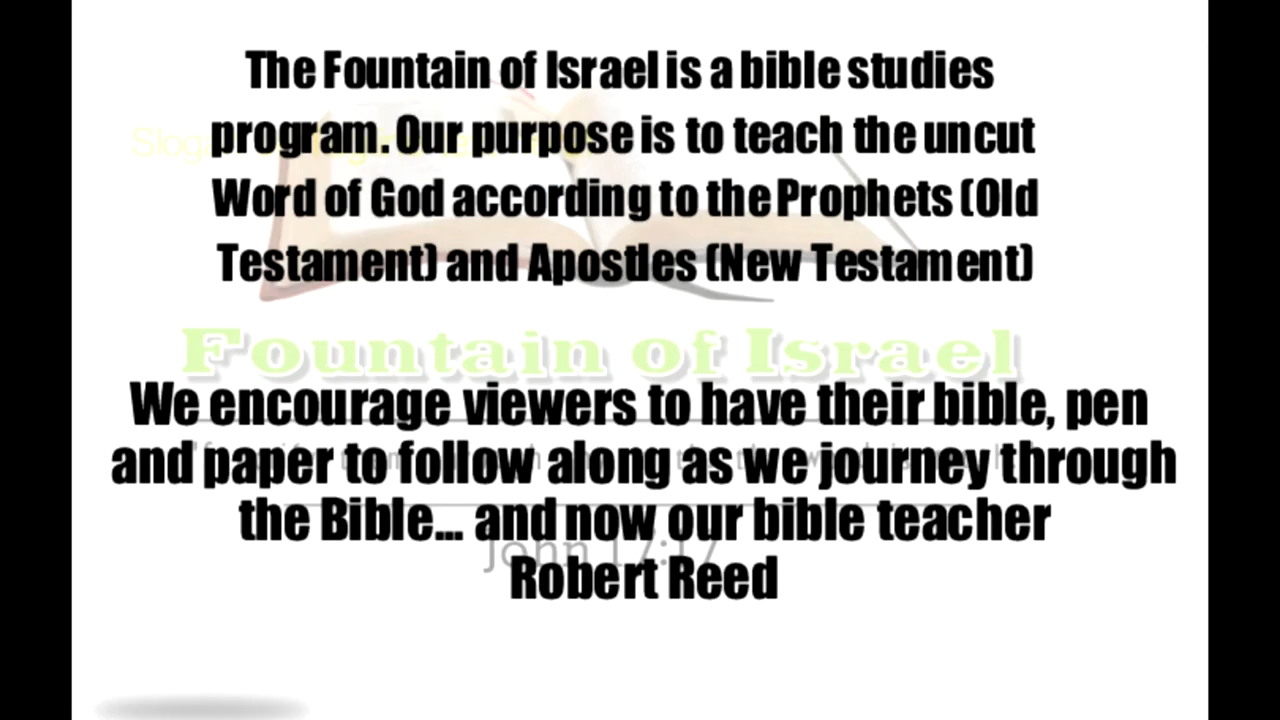 The Fountain of Israel is a bible studies
program. Our purpose is to teach the uncut
Word of God according to the Prophets (Old
Testament) and Apostles (New Testament)
Fountain of Israel
We encourage viewers to have their bible, pen
and paper to follow along as we journey through
the Bible... and now our bible teacher
John 17:17
Robert Reed